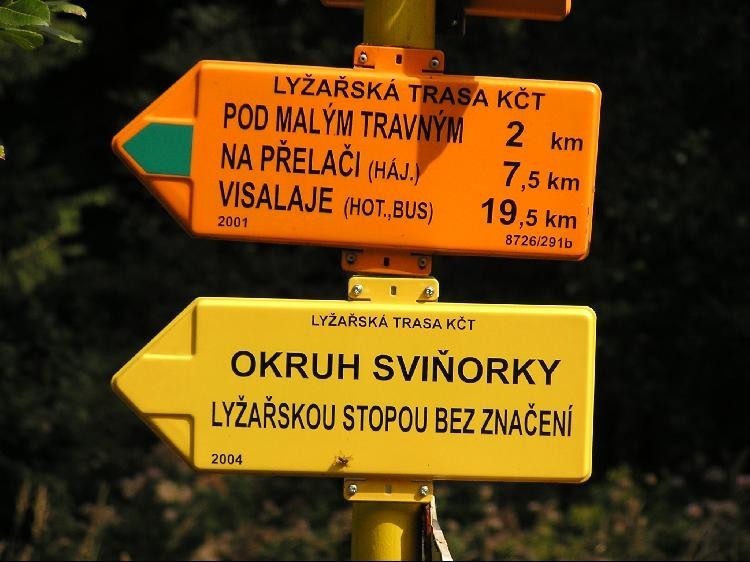 LYŽAŘSKÁ TRASA KČT
POD MALÝM TRAVNÝM 2 km
NA PŘELAČI (HÁJ.) 7,5 km
VISALAJE (HOT.,BUS) 19,5 km
2001 8726/291b
LYŽAŘSKÁ TRASA KČT
OKRUH SVIŇORKY
LYŽAŘSKOU STOPOU BEZ ZNAČENÍ
2004